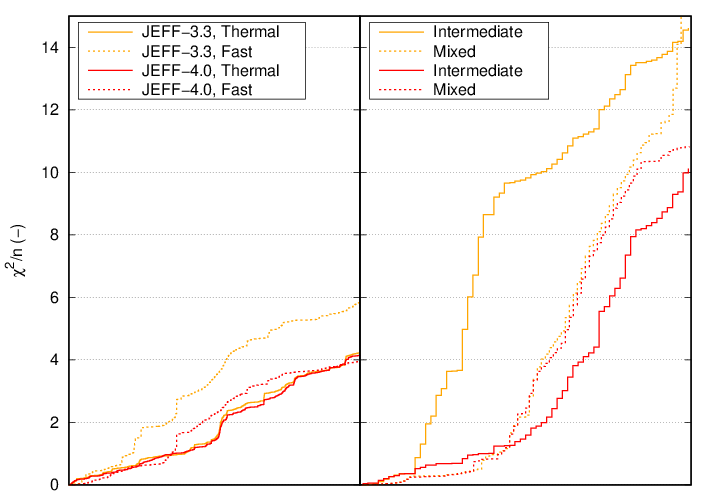 JEFF−3.3, Thermal
JEFF−3.3, Fast
JEFF−4.0, Thermal
JEFF−4.0, Fast
Intermediate
Mixed
Intermediate
Mixed
χ²/n (−)
14
12
10
8
6
4
2
0